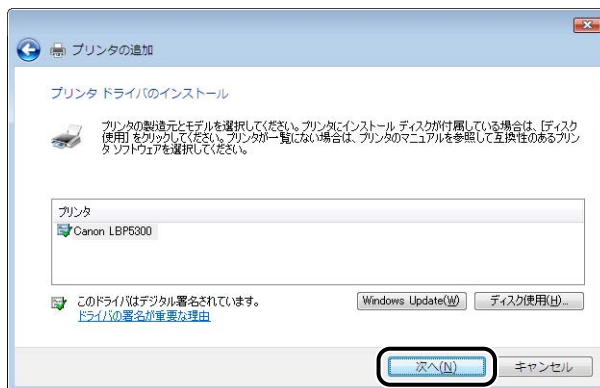 プリンタの追加
プリンタ ドライバのインストール
プリンタの製造元とモデルを選択してください。プリンタにインストール ディスクが付属している場合は、[ディスク
使用] をクリックしてください。プリンタが一覧にない場合は、プリンタのマニュアルを参照して互換性のあるプリン
タ ソフトウェアを選択してください。
プリンタ
Canon LBP5300
このドライバはデジタル署名されています。
ドライバの署名が重要な理由
Windows Update(W)
ディスク使用(H)...
次へ(N)
キャンセル